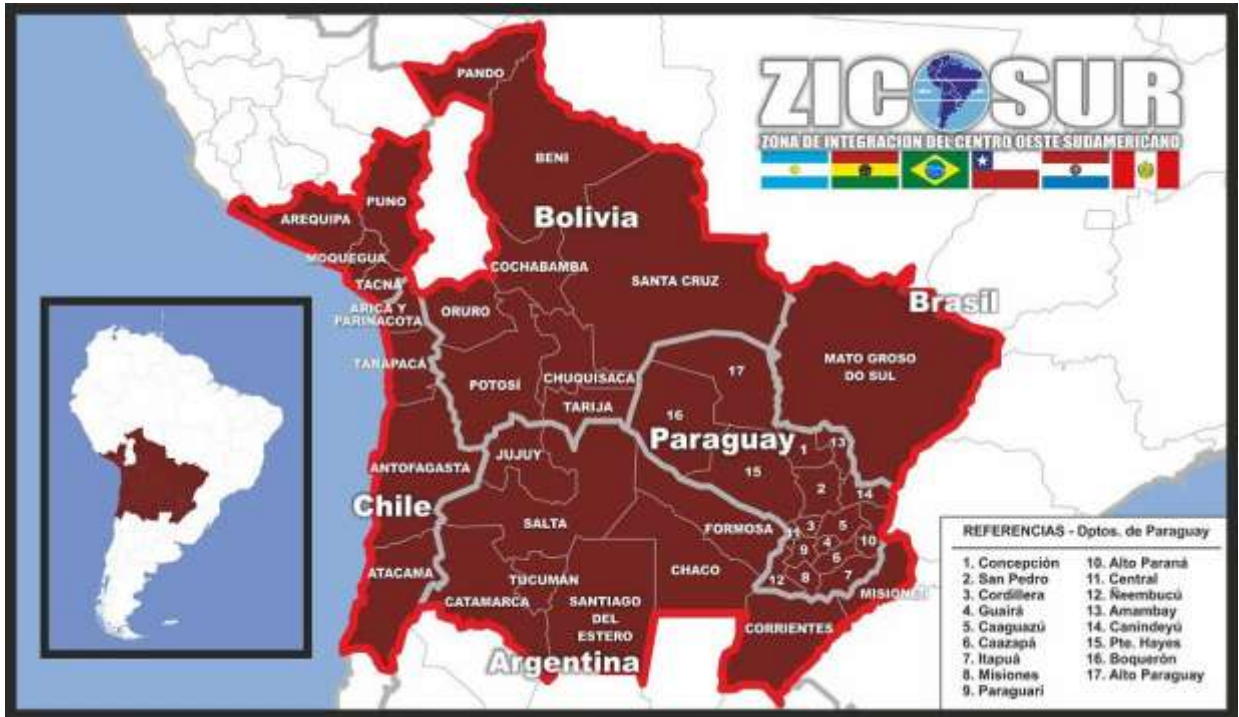 ZICOSUR
ZONA DE INTEGRACION DEL CENTRO OESTE SUDAMERICANO
PANDO
BENI
PUNO
Bolivia
AREQUIPA
MOQUEGUA
COCHABAMBA
SANTA CRUZ
TACNA
ARICA Y
PARINACOTA
ORURO
Brasil
TARAPACÁ
MATO GROSO
DO SUL
POTOSÍ
CHUQUISACA
17
TARIJA
16
Paraguay
1
13
JUJUY
ANTOFAGASTA
15
2
14
Chile
SALTA
FORMOSA
11
3
5
4
10
9
6
ATACAMA
TUCUMÁN
CHACO
12
8
7
MISIONES
CATAMARCA
SANTIAGO
DEL
ESTERO
CORRIENTES
Argentina
REFERENCIAS - Dptos. de Paraguay
1. Concepción
2. San Pedro
3. Cordillera
4. Guairá
5. Caaguazú
6. Caazapá
7. Itapuá
8. Misiones
9. Paraguarí
10. Alto Paraná
11. Central
12. Ñeembucú
13. Amambay
14. Canindeyú
15. Pte. Hayes
16. Boquerón
17. Alto Paraguay